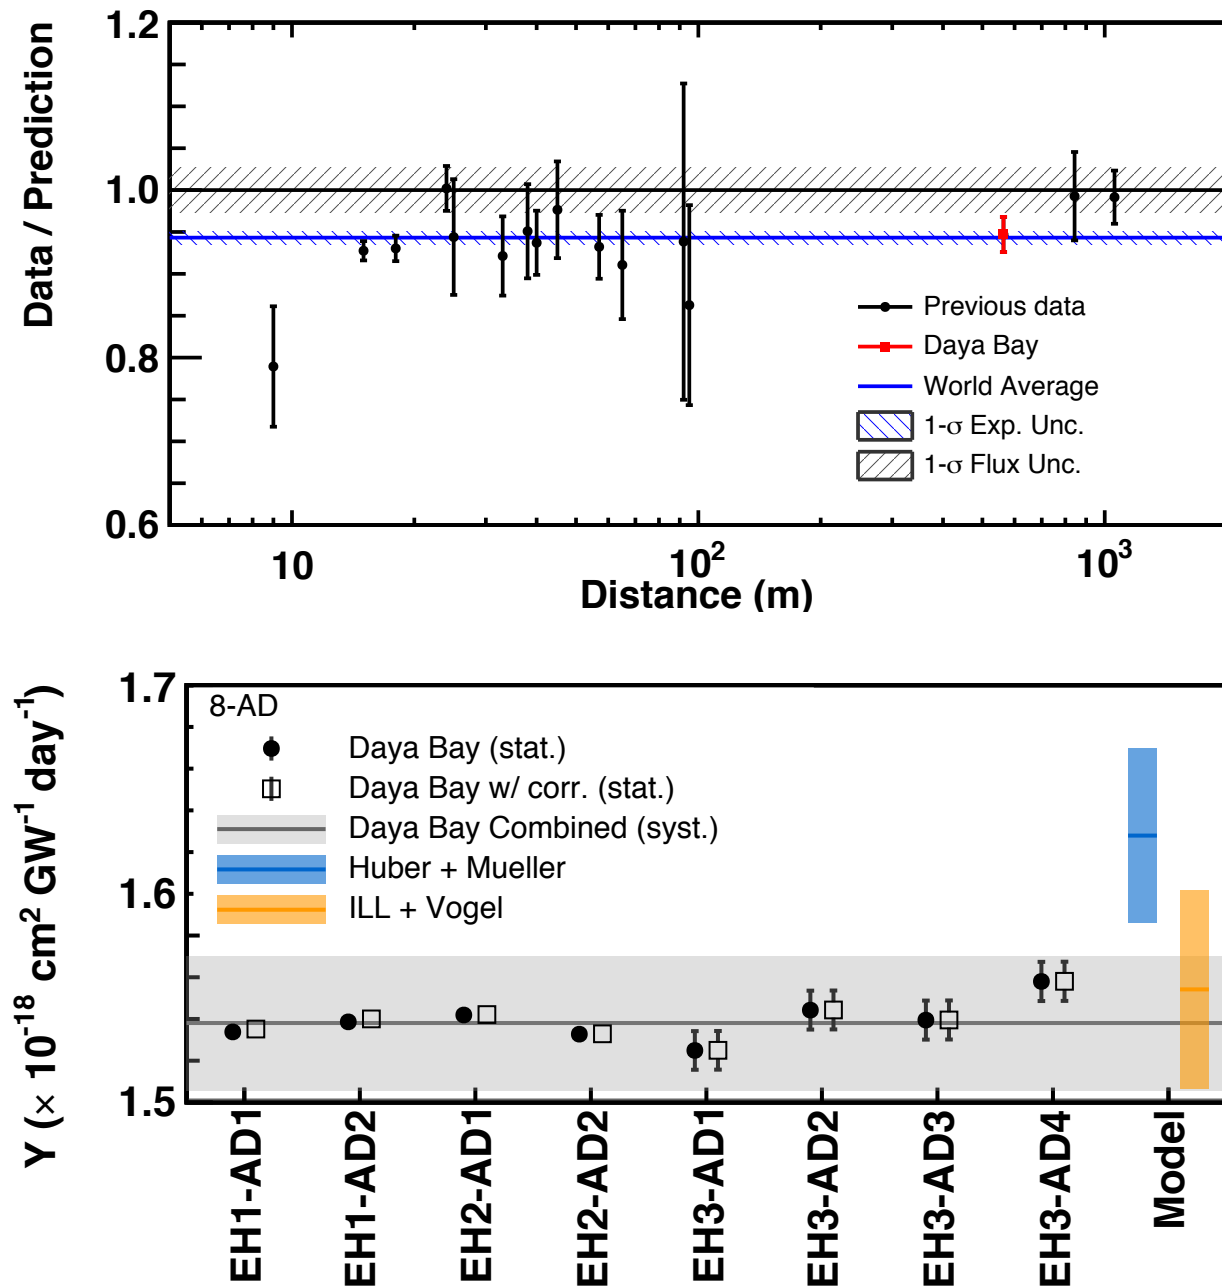 1.2
1.0
0.8
0.6
Data / Prediction
Previous data
Daya Bay
World Average
1-σ Exp. Unc.
1-σ Flux Unc.
10
10²
10³
Distance (m)
1.7
1.6
1.5
Y (× 10⁻¹⁸ cm² GW⁻¹ day⁻¹)
8-AD
Daya Bay (stat.)
Daya Bay w/ corr. (stat.)
Daya Bay Combined (syst.)
Huber + Mueller
ILL + Vogel
EH1-AD1
EH1-AD2
EH2-AD1
EH2-AD2
EH3-AD1
EH3-AD2
EH3-AD3
EH3-AD4
Model